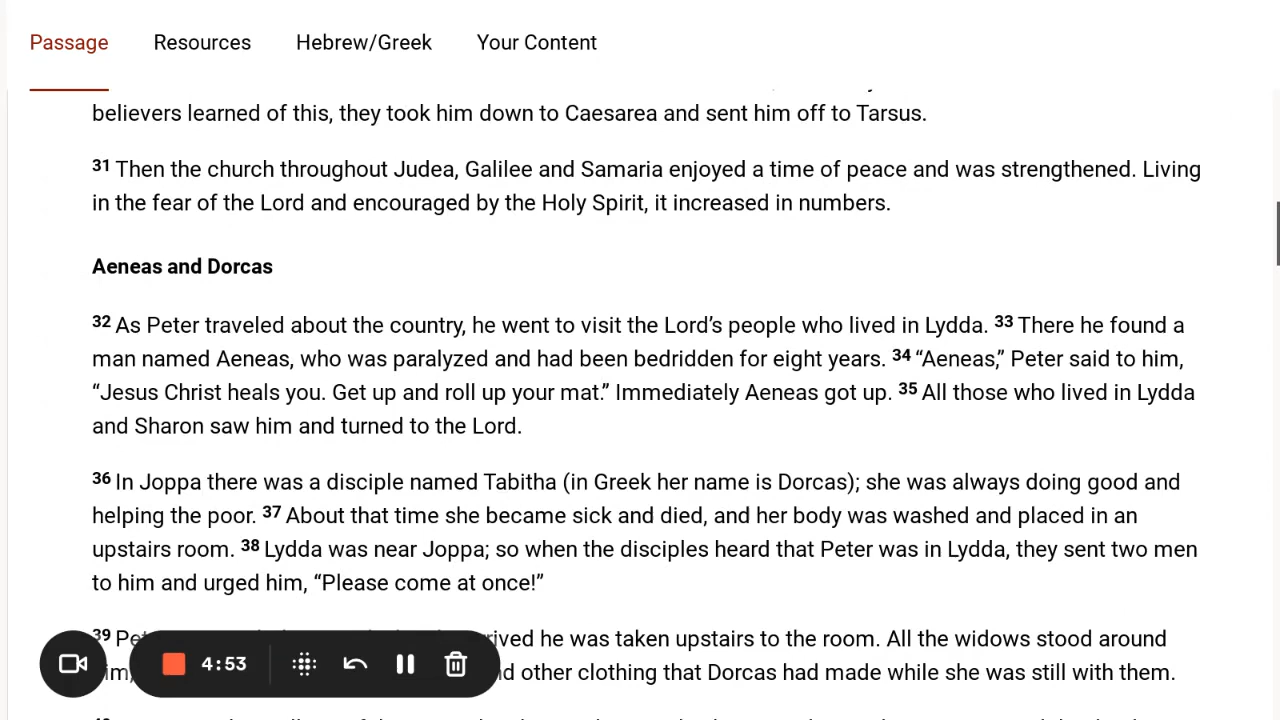 Passage Resources Hebrew/Greek Your Content
believers learned of this, they took him down to Caesarea and sent him off to Tarsus.
31 Then the church throughout Judea, Galilee and Samaria enjoyed a time of peace and was strengthened. Living
in the fear of the Lord and encouraged by the Holy Spirit, it increased in numbers.
Aeneas and Dorcas
32 As Peter traveled about the country, he went to visit the Lord’s people who lived in Lydda. 33 There he found a
man named Aeneas, who was paralyzed and had been bedridden for eight years. 34 “Aeneas,” Peter said to him,
“Jesus Christ heals you. Get up and roll up your mat.” Immediately Aeneas got up. 35 All those who lived in Lydda
and Sharon saw him and turned to the Lord.
36 In Joppa there was a disciple named Tabitha (in Greek her name is Dorcas); she was always doing good and
helping the poor. 37 About that time she became sick and died, and her body was washed and placed in an
upstairs room. 38 Lydda was near Joppa; so when the disciples heard that Peter was in Lydda, they sent two men
to him and urged him, “Please come at once!”
39 he was taken upstairs to the room. All the widows stood around
other clothing that Dorcas had made while she was still with them.
4:53